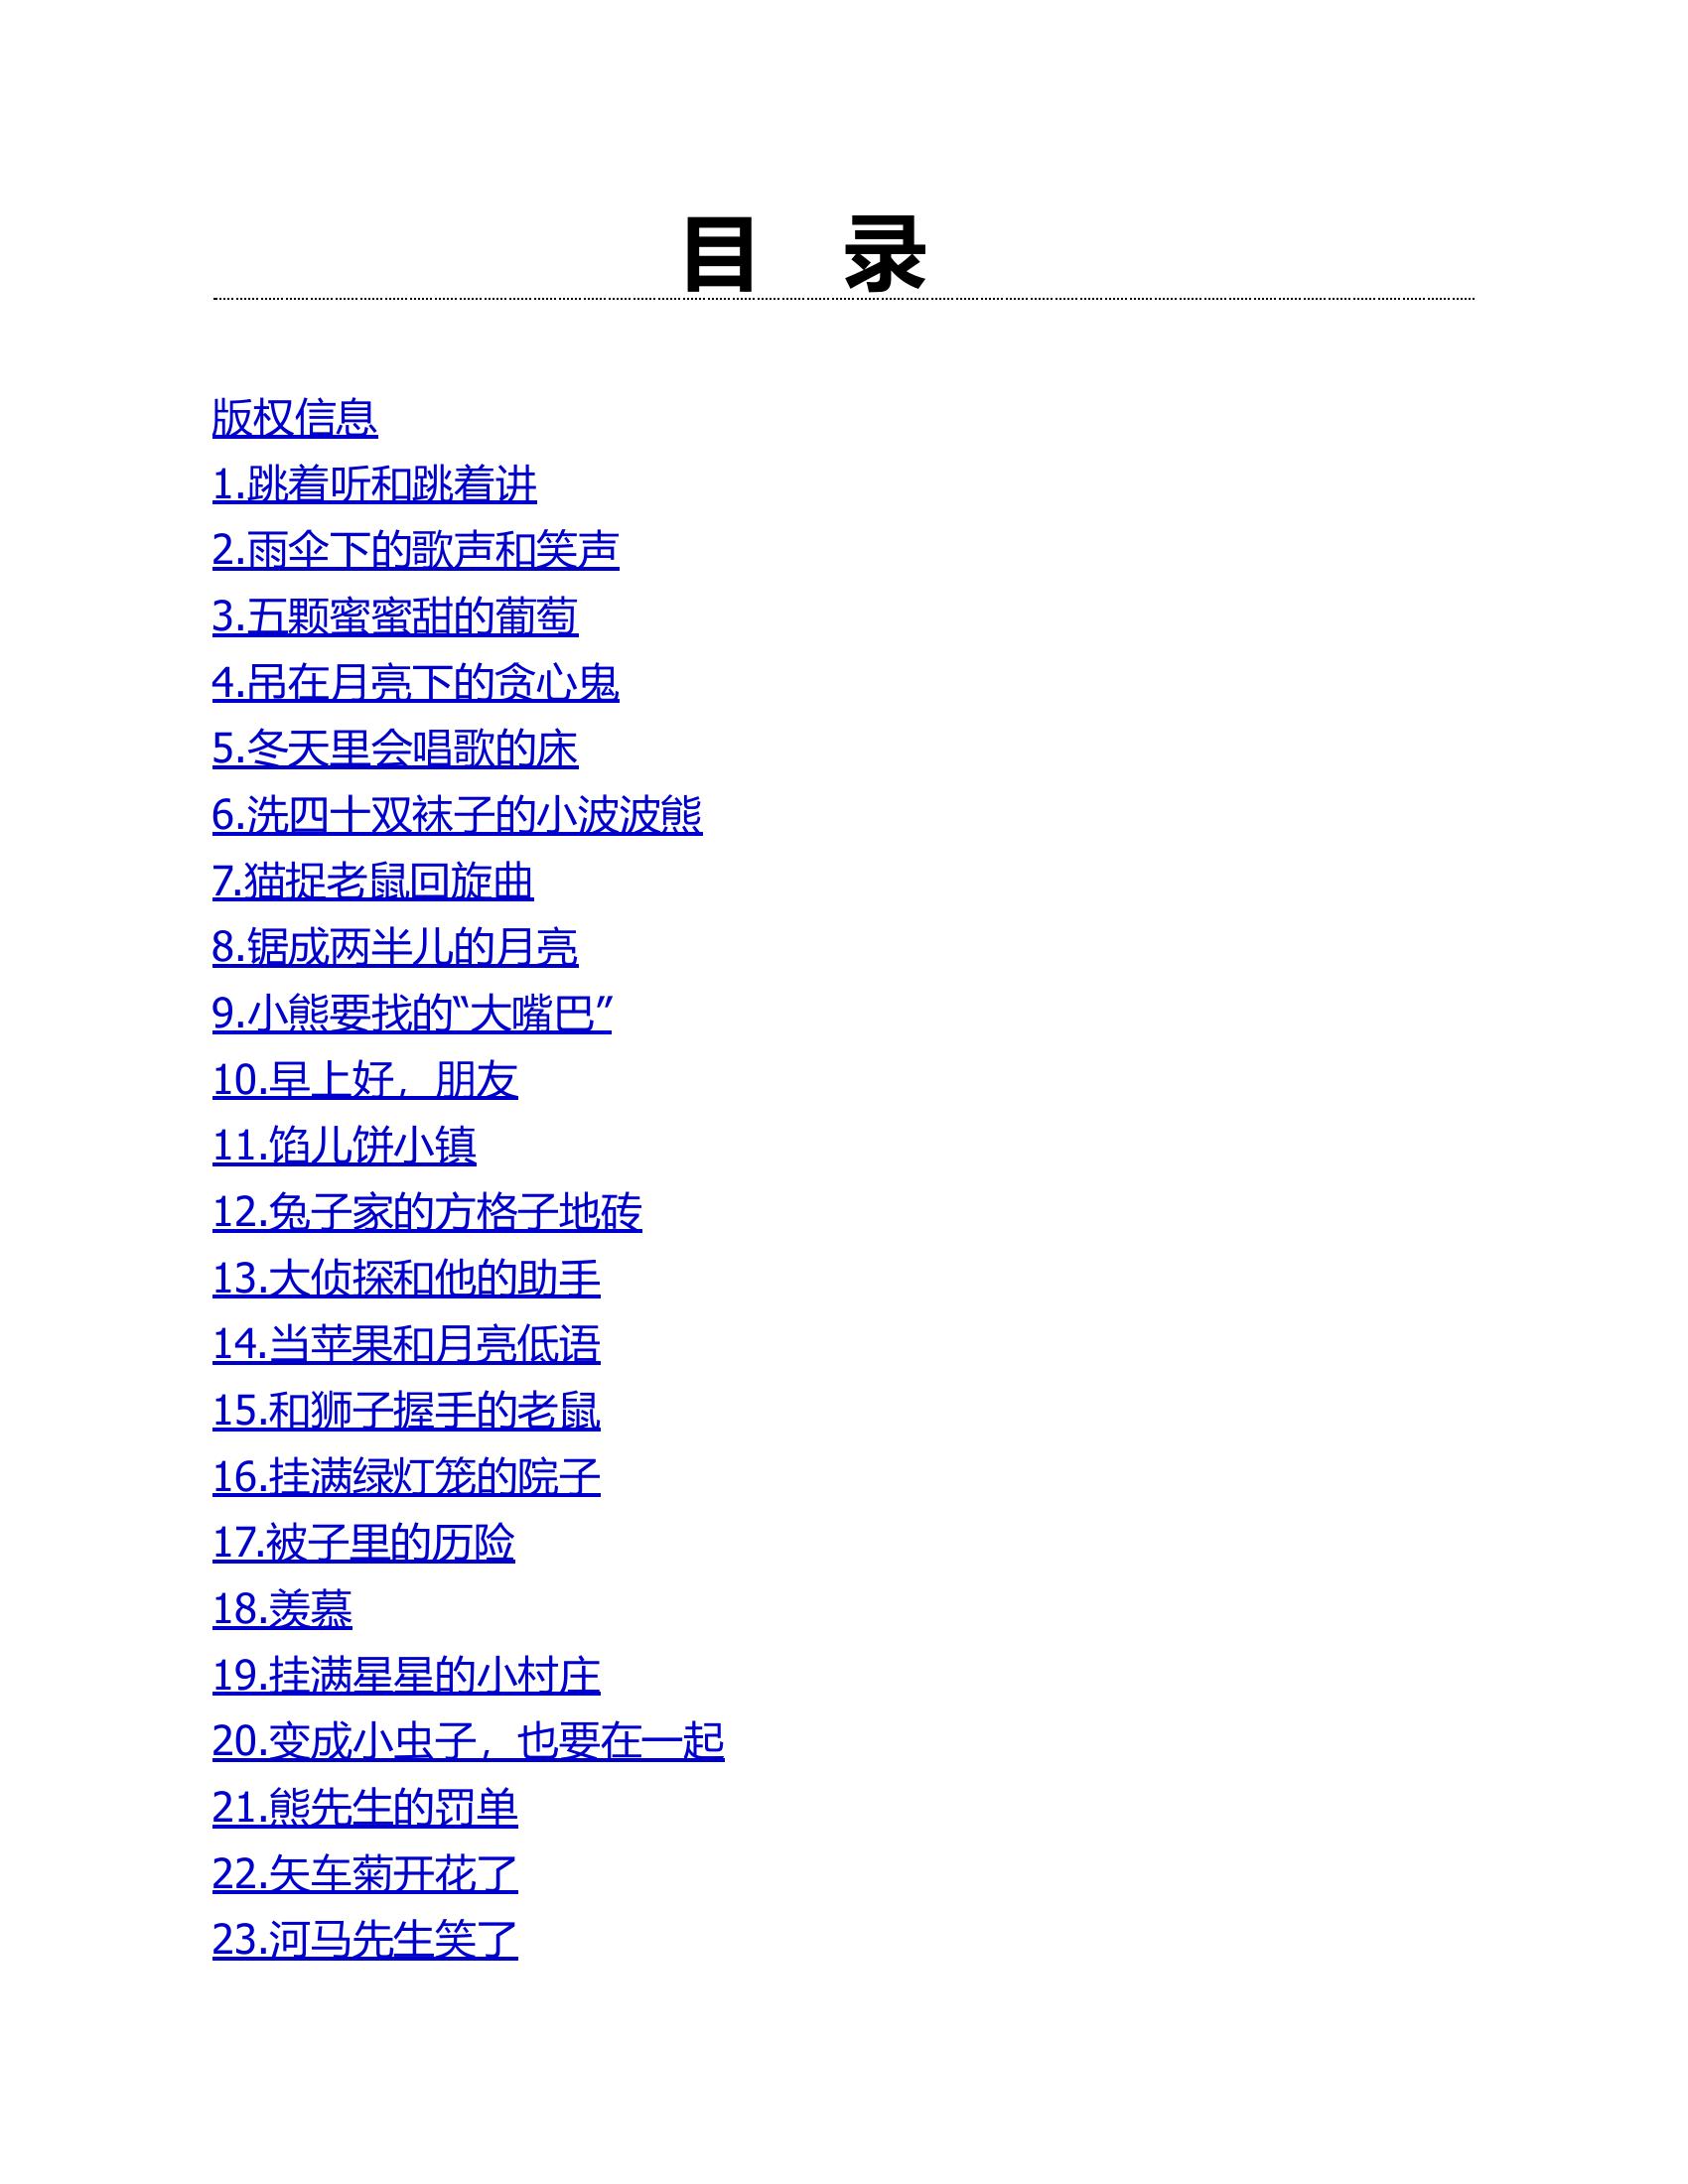 目 录
版权信息
1.跳着听和跳着讲
2.雨伞下的歌声和笑声
3.五颗蜜蜜甜的葡萄
4.吊在月亮下的贪心鬼
5.冬天里会唱歌的床
6.洗四十双袜子的小波波熊
7.猫捉老鼠回旋曲
8.锯成两半儿的月亮
9.小熊要找的“大嘴巴”
10.早上好，朋友
11.馅儿饼小镇
12.兔子家的方格子地砖
13.大侦探和他的助手
14.当苹果和月亮低语
15.和狮子握手的老鼠
16.挂满绿灯笼的院子
17.被子里的历险
18.羡慕
19.挂满星星的小村庄
20.变成小虫子，也要在一起
21.熊先生的罚单
22.矢车菊开花了
23.河马先生笑了